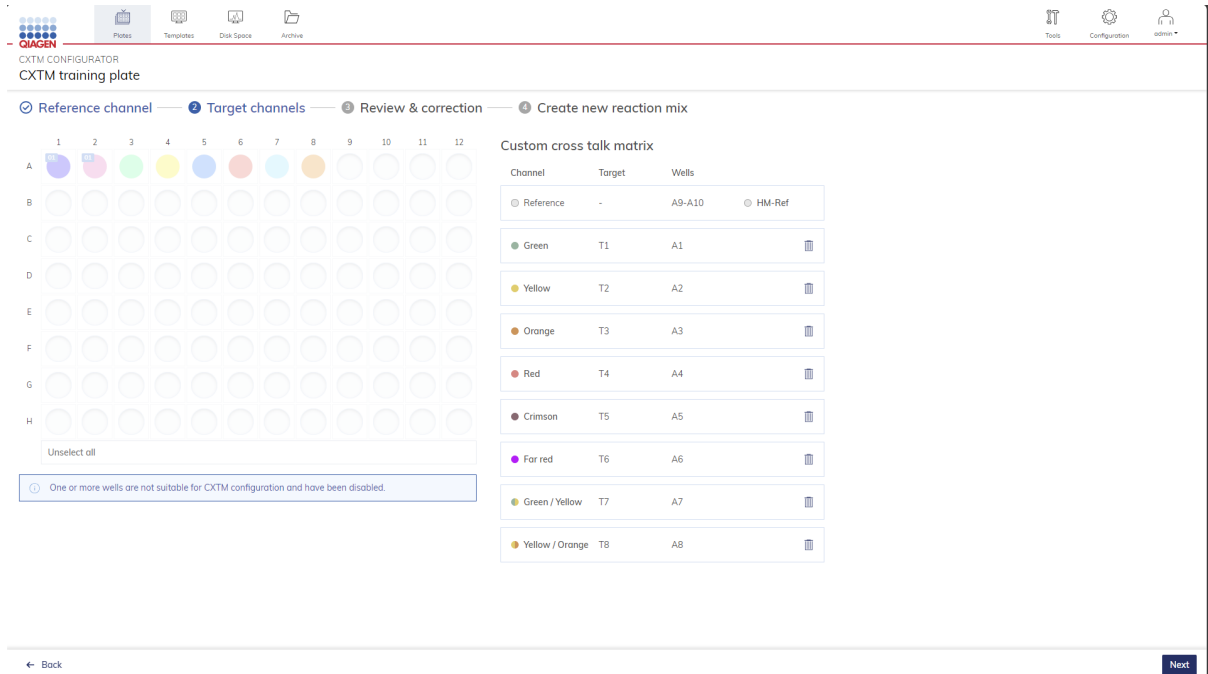 Plates Templates Disk Space Archive Tools Configuration admin
QIAGEN
CXTM CONFIGURATOR
CXTM training plate
Reference channel 2 Target channels 3 Review & correction 4 Create new reaction mix
1 2 3 4 5 6 7 8 9 10 11 12
A
B
C
D
E
F
G
H
Unselect all
One or more wells are not suitable for CXTM configuration and have been disabled.
Custom cross talk matrix
Channel Target Wells
Reference - A9-A10 HM-Ref
Green T1 A1
Yellow T2 A2
Orange T3 A3
Red T4 A4
Crimson T5 A5
Far red T6 A6
Green / Yellow T7 A7
Yellow / Orange T8 A8
← Back Next